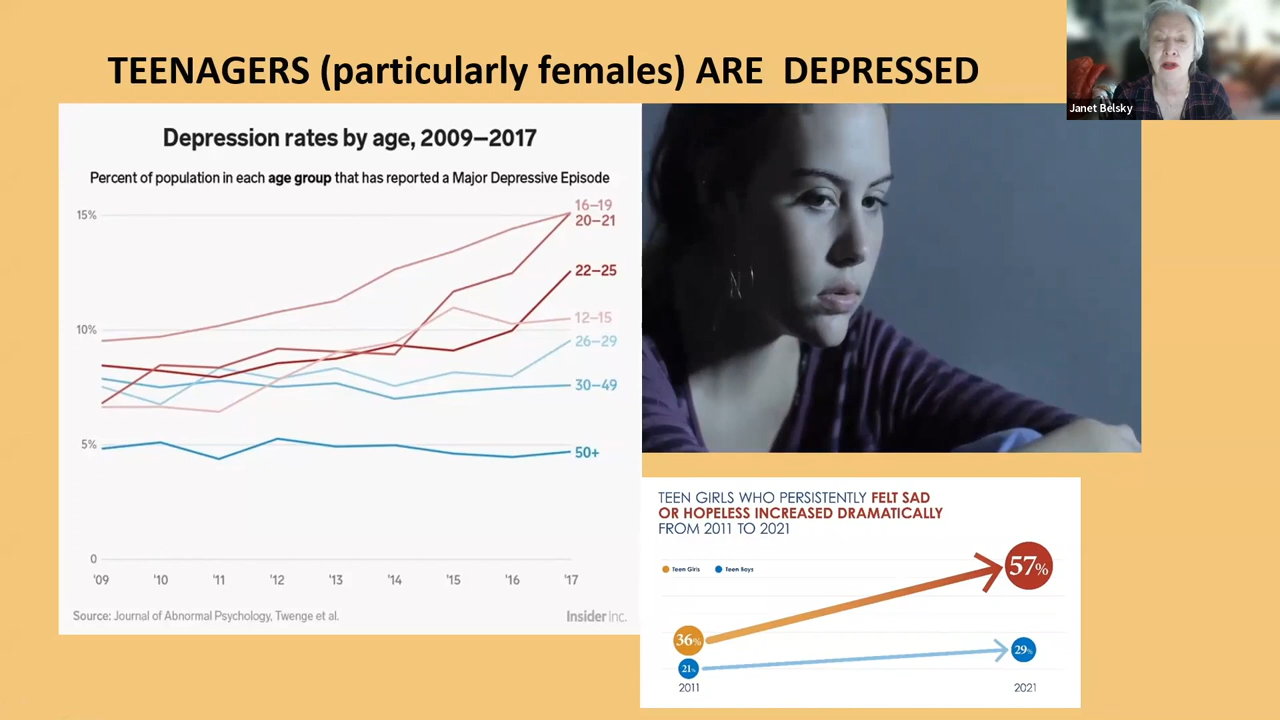 TEENAGERS (particularly females) ARE DEPRESSED
Janet Belsky
Depression rates by age, 2009–2017
Percent of population in each age group that has reported a Major Depressive Episode
15%
10%
5%
0
16–19
20–21
22–25
12–15
26–29
30–49
50+
'09 '10 '11 '12 '13 '14 '15 '16 '17
Source: Journal of Abnormal Psychology, Twenge et al.
Insider Inc.
TEEN GIRLS WHO PERSISTENTLY FELT SAD
OR HOPELESS INCREASED DRAMATICALLY
FROM 2011 TO 2021
Teen Girls Teen Boys
57%
36%
29%
21%
2011 2021